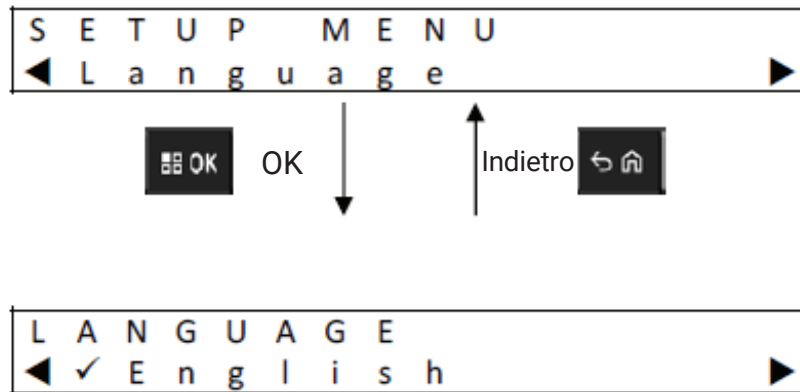 SETUP MENU
◀ Language ▶
OK OK Indietro
LANGUAGE
◀ ✓ English ▶